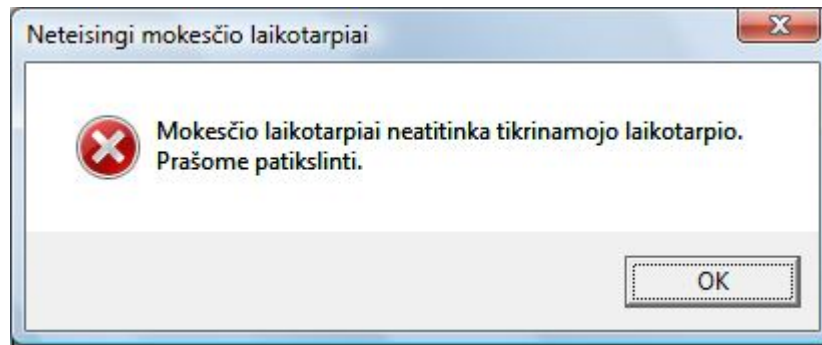 Neteisingi mokesčio laikotarpiai
Mokesčio laikotarpiai neatitinka tikrinamojo laikotarpio.
Prašome patikslinti.
OK